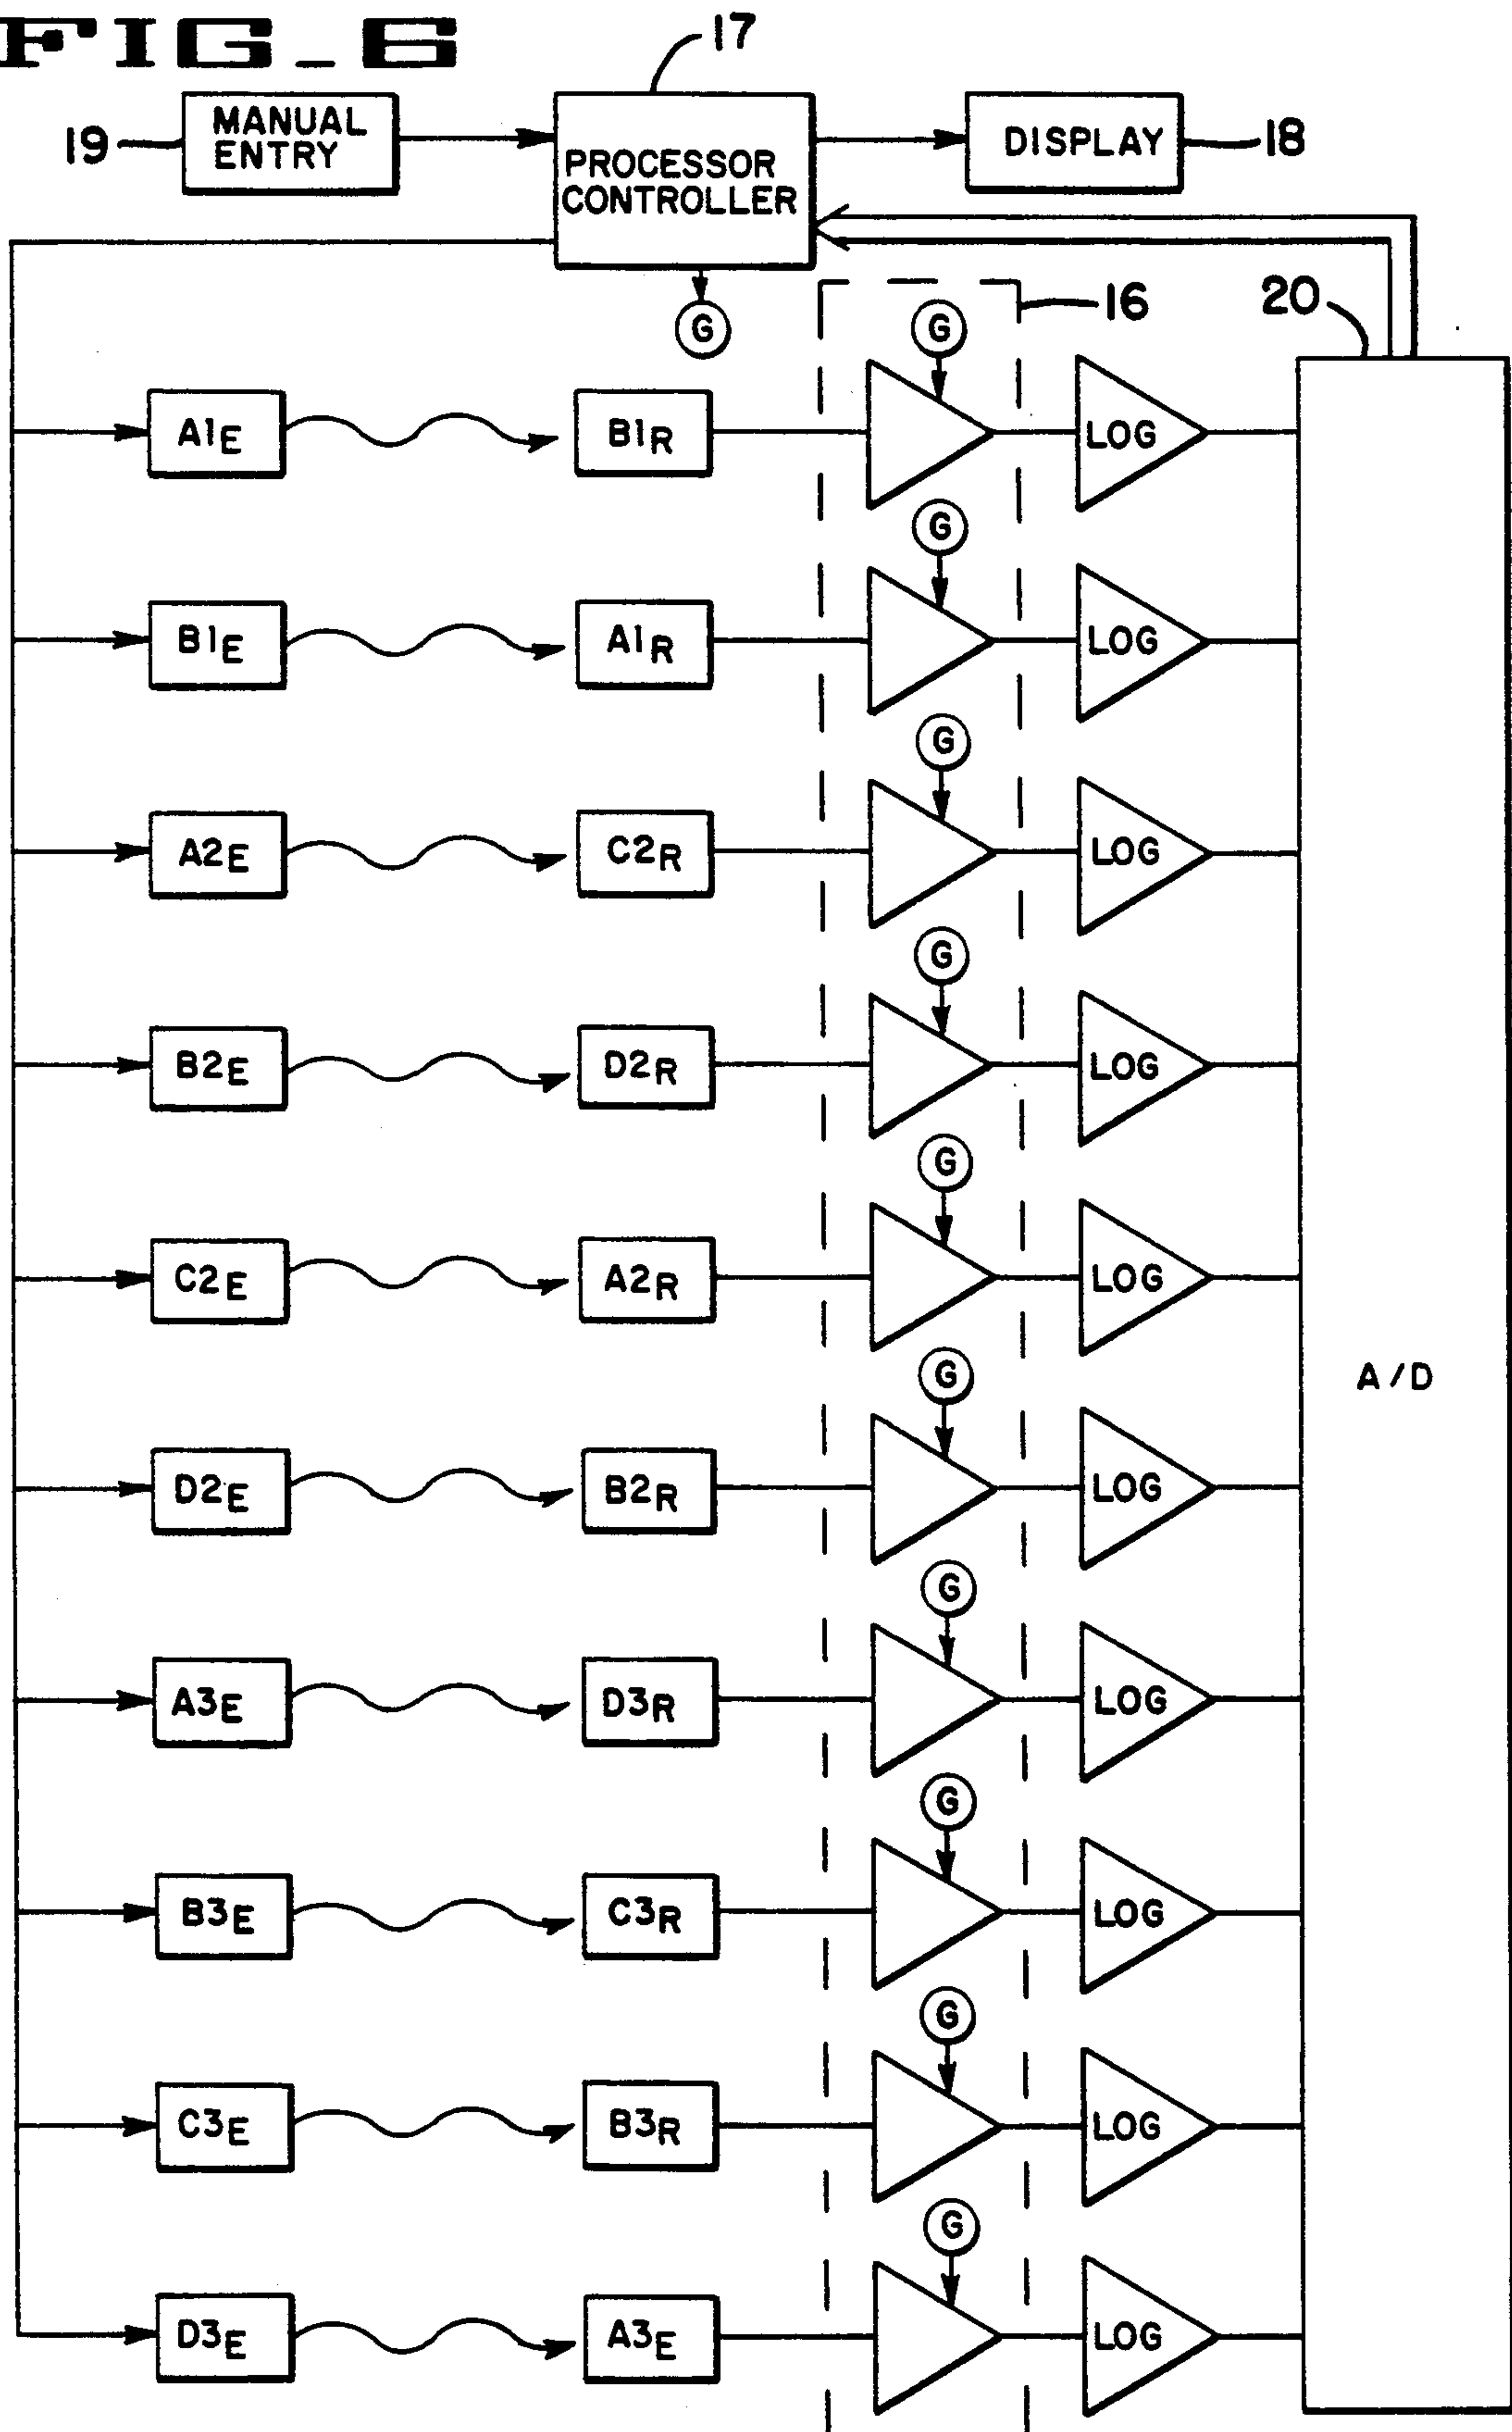 FIG_6
17
19
MANUAL
ENTRY
PROCESSOR
CONTROLLER
DISPLAY
18
G
16
20
G
A1E
B1R
LOG
G
B1E
A1R
LOG
G
A2E
C2R
LOG
G
B2E
D2R
LOG
G
C2E
A2R
LOG
A/D
G
D2E
B2R
LOG
G
A3E
D3R
LOG
G
B3E
C3R
LOG
G
C3E
B3R
LOG
G
D3E
A3E
LOG